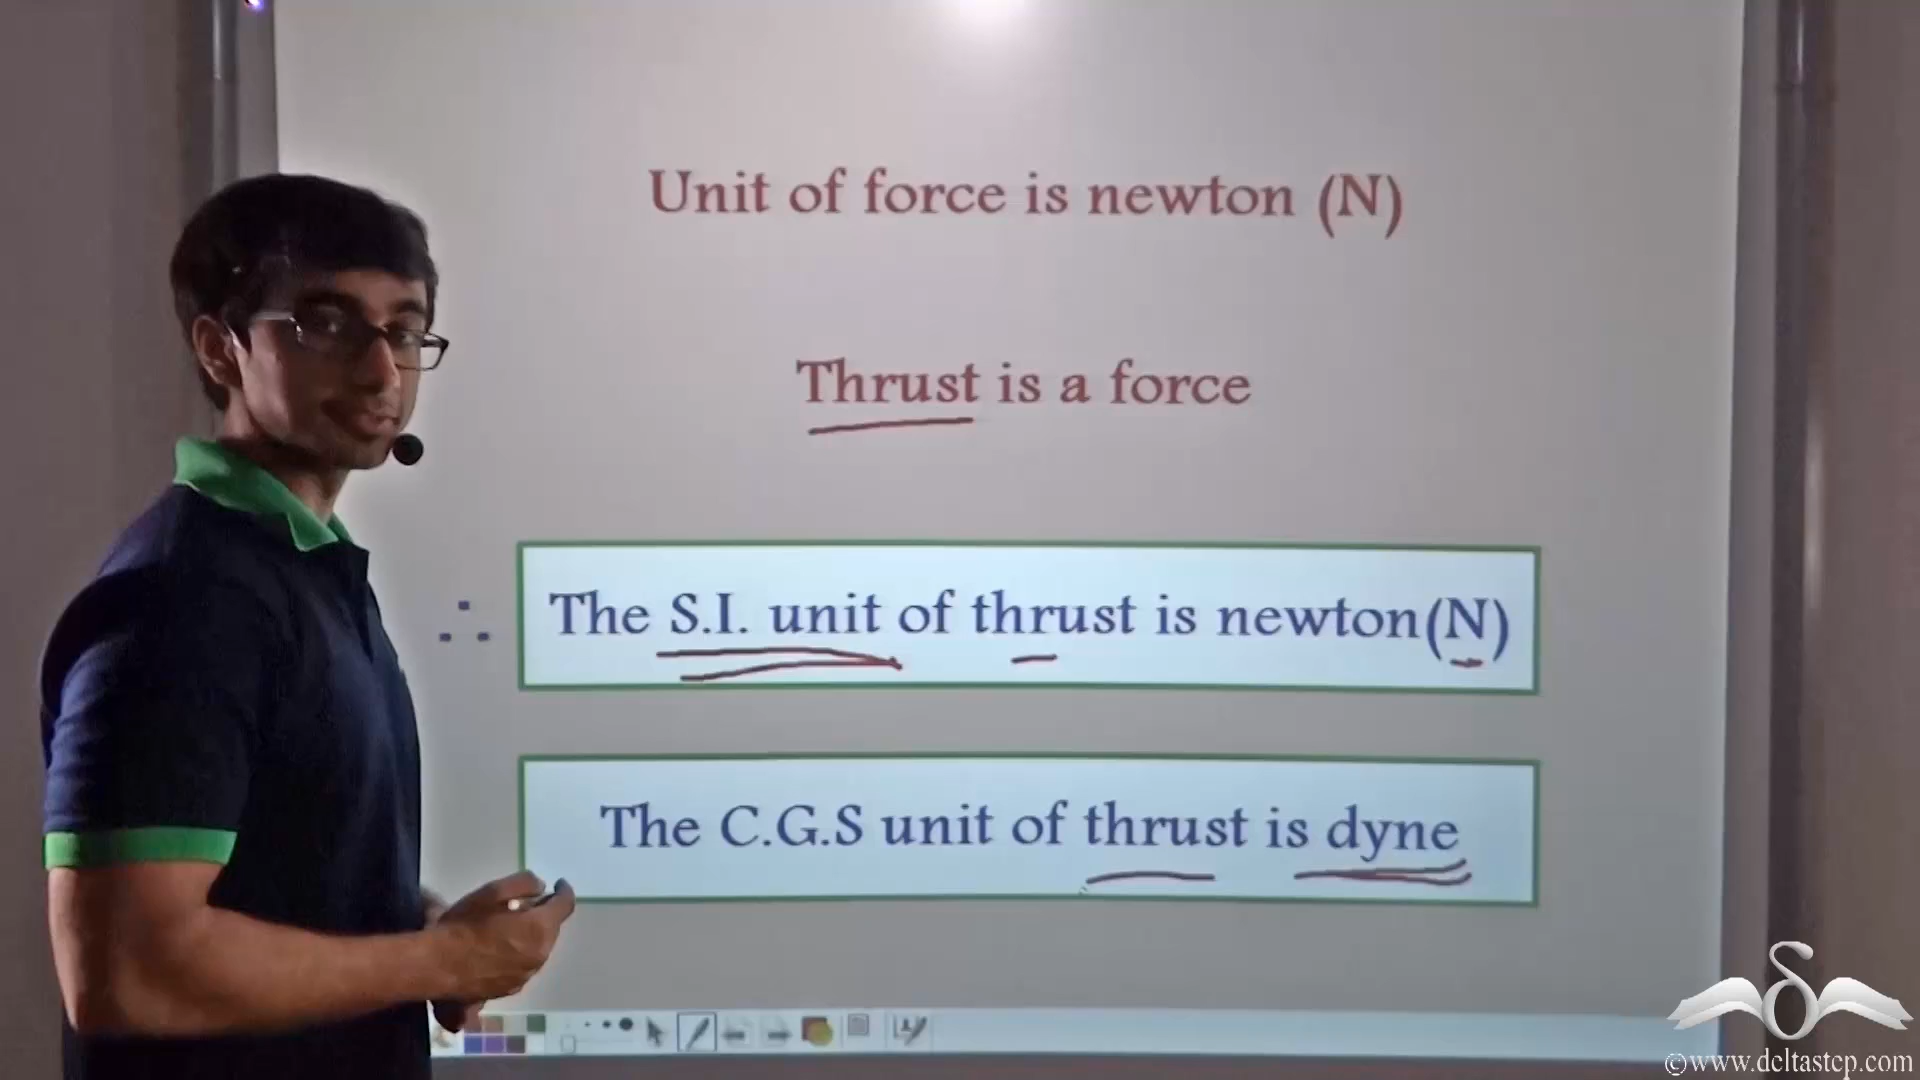 Unit of force is newton (N)
Thrust is a force
∴ The S.I. unit of thrust is newton(N)
The C.G.S unit of thrust is dyne
©www.deltastep.com